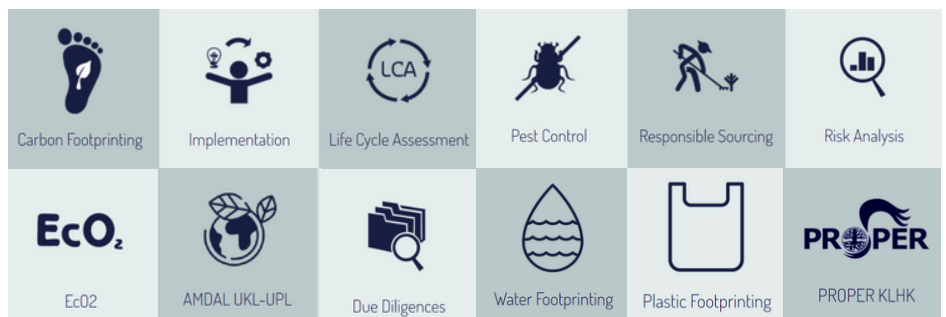 LCA
Carbon Footprinting
Implementation
Life Cycle Assessment
Pest Control
Responsible Sourcing
Risk Analysis
EcO₂
PROPER
EcO2
AMDAL UKL-UPL
Due Diligences
Water Footprinting
Plastic Footprinting
PROPER KLHK